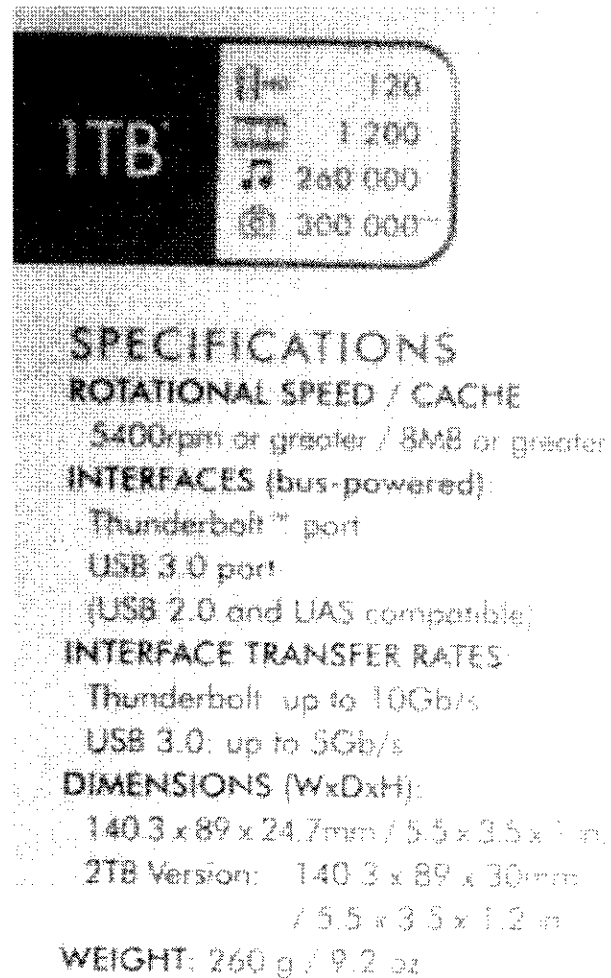 1TB*
120
1 200
260 000
300 000**
SPECIFICATIONS
ROTATIONAL SPEED / CACHE
5400rpm or greater / 8MB or greater
INTERFACES (bus-powered):
Thunderbolt™ port
USB 3.0 port
(USB 2.0 and UAS compatible)
INTERFACE TRANSFER RATES
Thunderbolt: up to 10Gb/s
USB 3.0: up to 5Gb/s
DIMENSIONS (WxDxH):
140.3 x 89 x 24.7mm / 5.5 x 3.5 x 1 in.
2TB Version: 140.3 x 89 x 30mm
/ 5.5 x 3.5 x 1.2 in
WEIGHT: 260 g / 9.2 oz